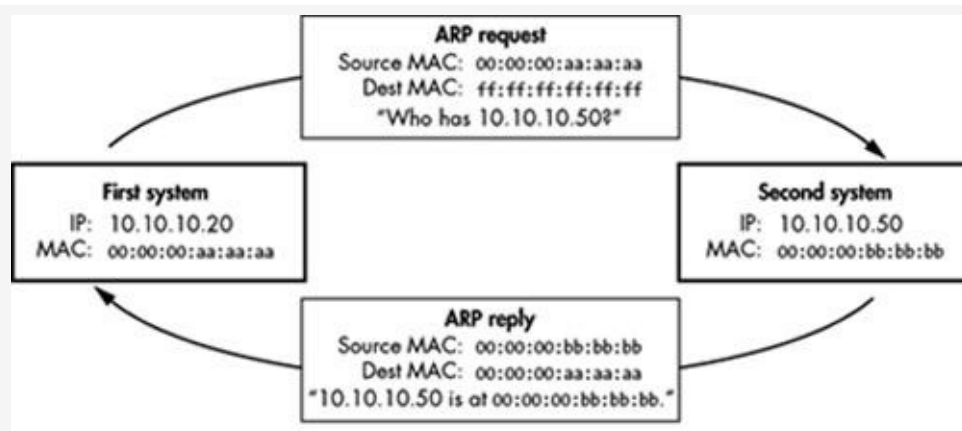 ARP request
Source MAC: 00:00:00:aa:aa:aa
Dest MAC: ff:ff:ff:ff:ff:ff
"Who has 10.10.10.50?"
First system
IP: 10.10.10.20
MAC: 00:00:00:aa:aa:aa
Second system
IP: 10.10.10.50
MAC: 00:00:00:bb:bb:bb
ARP reply
Source MAC: 00:00:00:bb:bb:bb
Dest MAC: 00:00:00:aa:aa:aa
"10.10.10.50 is at 00:00:00:bb:bb:bb."